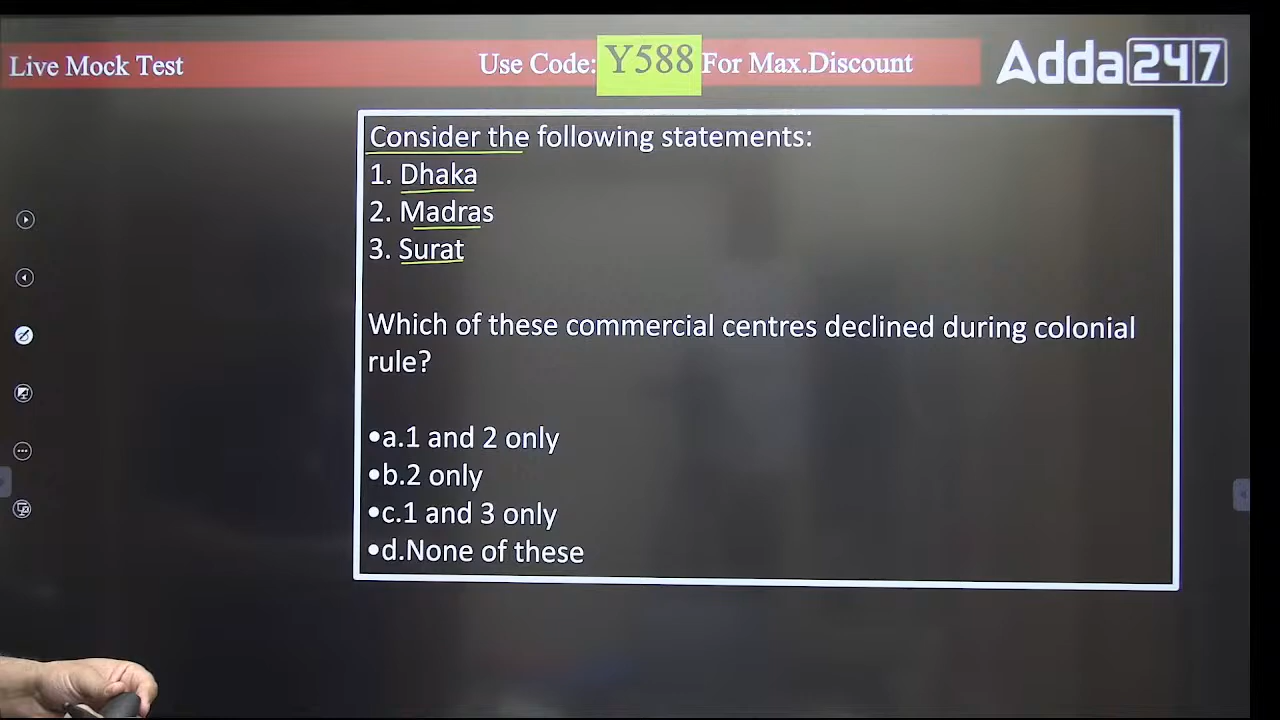 Live Mock Test
Use Code: Y588 For Max.Discount
Adda247
Consider the following statements:
1. Dhaka
2. Madras
3. Surat
Which of these commercial centres declined during colonial
rule?
•a.1 and 2 only
•b.2 only
•c.1 and 3 only
•d.None of these